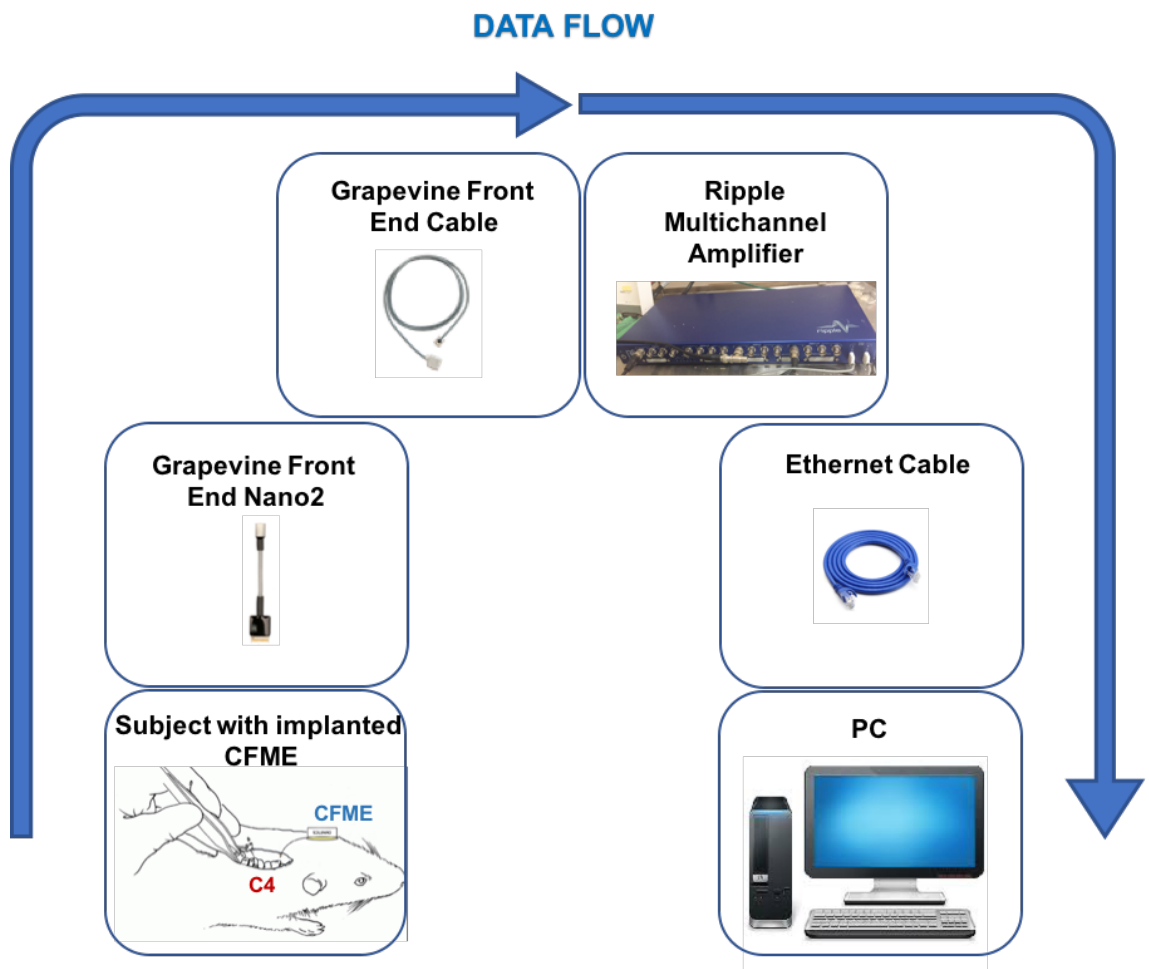 DATA FLOW
Grapevine Front
End Cable
Ripple
Multichannel
Amplifier
ripple
Grapevine Front
End Nano2
Ethernet Cable
Subject with implanted
CFME
CFME
C4
PC